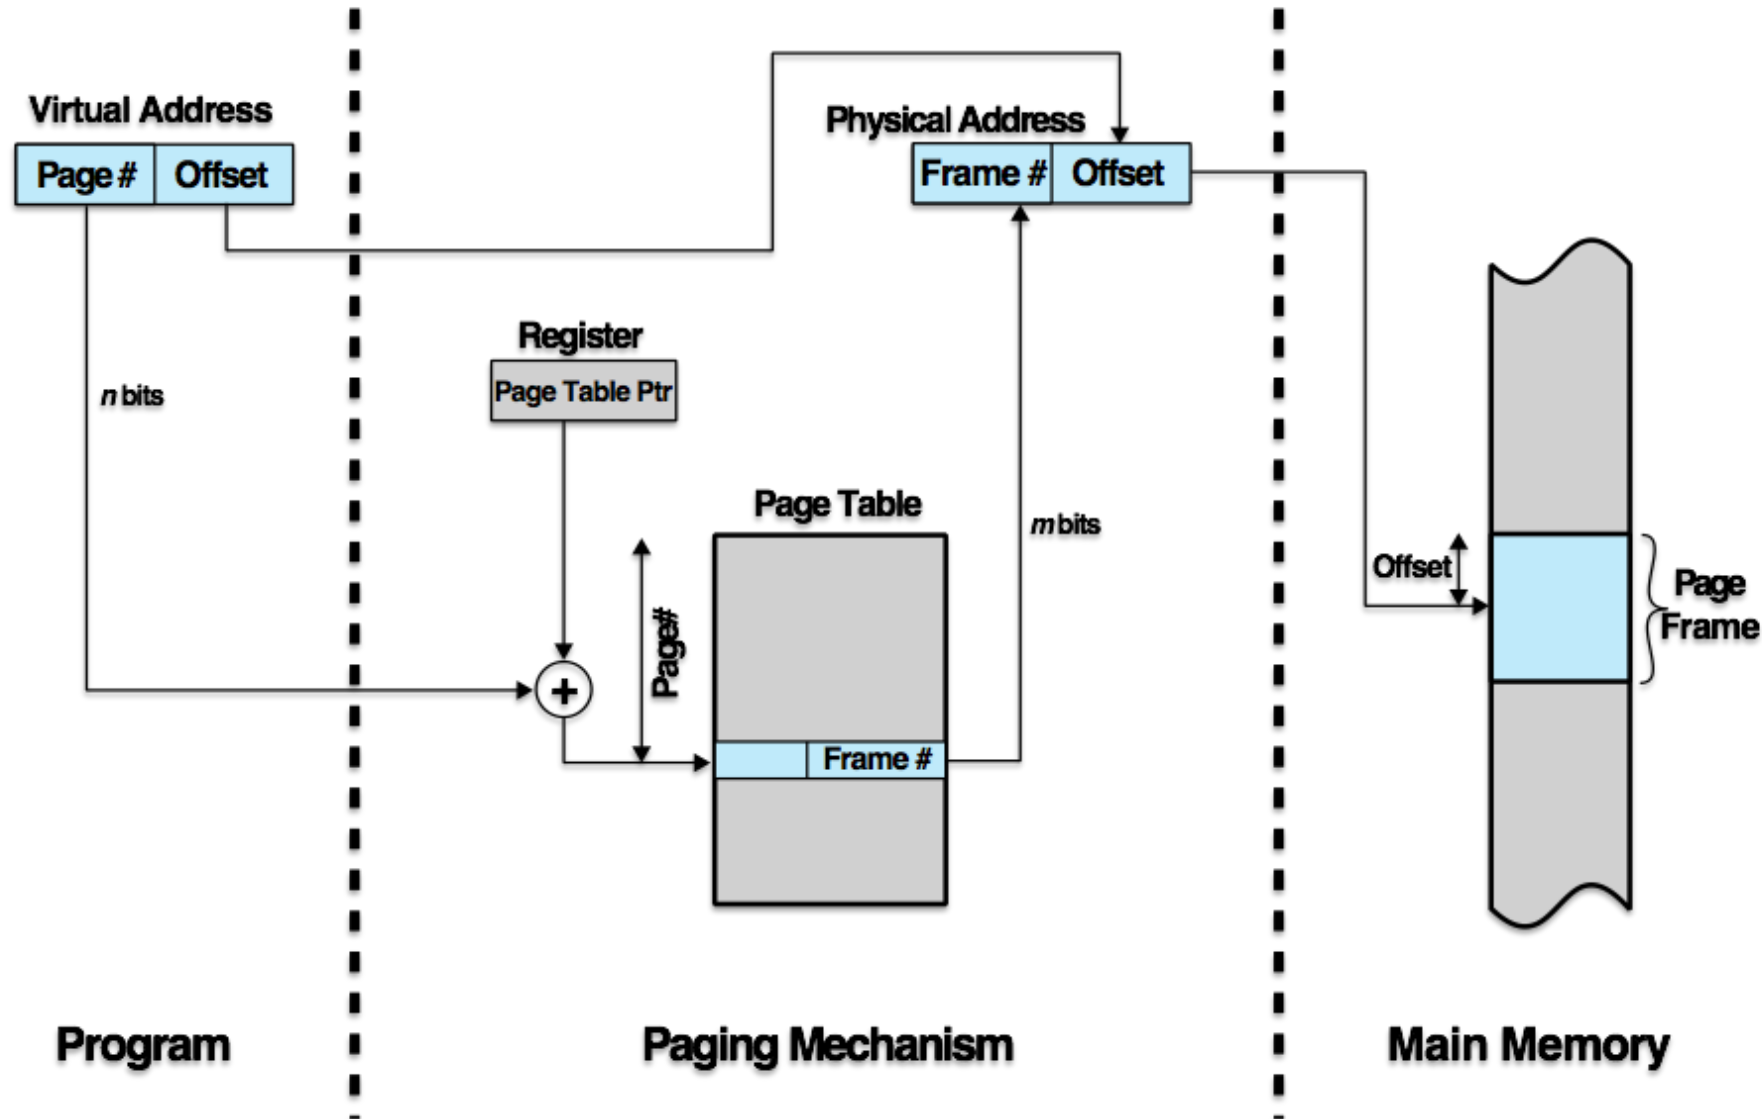 Virtual Address
Page # Offset
Physical Address
Frame # Offset
Register
Page Table Ptr
n bits
Page Table
m bits
Page#
Frame #
+
Offset
Page
Frame
Program
Paging Mechanism
Main Memory